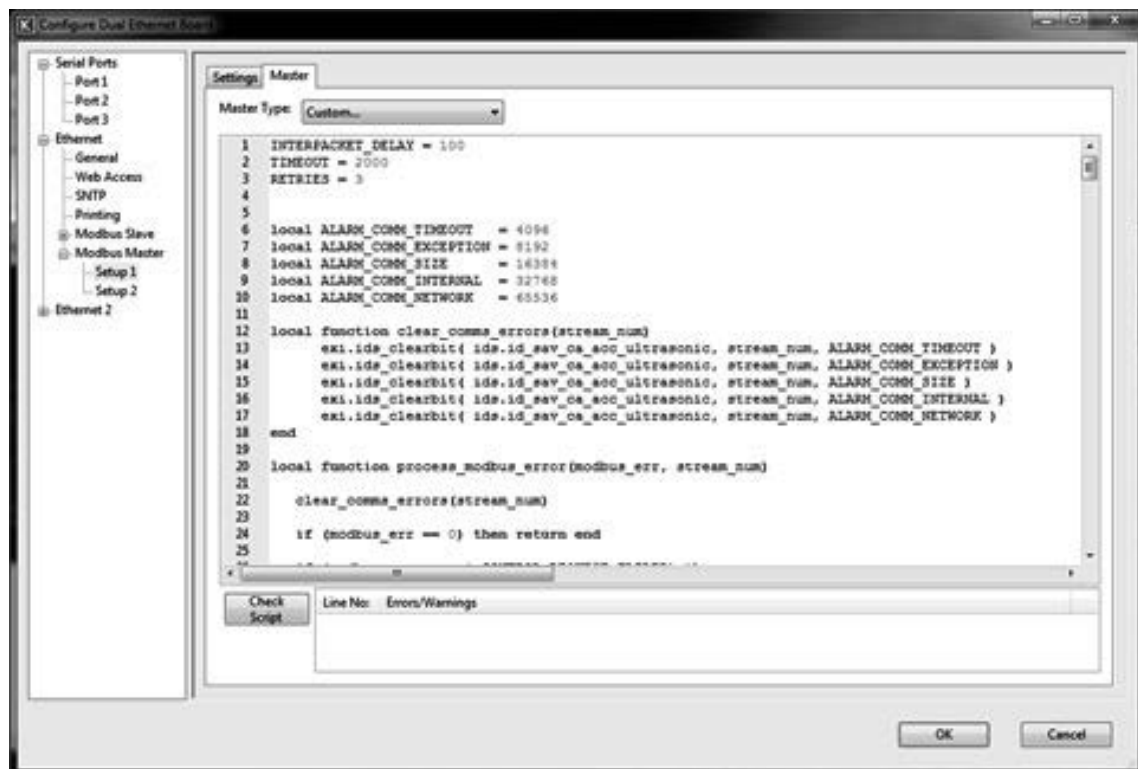 Configure Dual Ethernet Board
Serial Ports
Port 1
Port 2
Port 3
Ethernet
General
Web Access
SNTP
Printing
Modbus Slave
Modbus Master
Setup 1
Setup 2
Ethernet 2
Settings Master
Master Type: Custom...
1 INTERPACKET_DELAY = 100
2 TIMEOUT = 2000
3 RETRIES = 3
4
5
6 local ALARM_COMM_TIMEOUT = 4096
7 local ALARM_COMM_EXCEPTION = 8192
8 local ALARM_COMM_SIZE = 16384
9 local ALARM_COMM_INTERNAL = 32768
10 local ALARM_COMM_NETWORK = 65536
11
12 local function clear_comms_errors(stream_num)
13 exi.ids_clearbit( ids.id_sav_ca_acc_ultrasonic, stream_num, ALARM_COMM_TIMEOUT )
14 exi.ids_clearbit( ids.id_sav_ca_acc_ultrasonic, stream_num, ALARM_COMM_EXCEPTION )
15 exi.ids_clearbit( ids.id_sav_ca_acc_ultrasonic, stream_num, ALARM_COMM_SIZE )
16 exi.ids_clearbit( ids.id_sav_ca_acc_ultrasonic, stream_num, ALARM_COMM_INTERNAL )
17 exi.ids_clearbit( ids.id_sav_ca_acc_ultrasonic, stream_num, ALARM_COMM_NETWORK )
18 end
19
20 local function process_modbus_error(modbus_err, stream_num)
21
22 clear_comms_errors(stream_num)
23
24 if (modbus_err == 0) then return end
25
Check Script
Line No: Errors/Warnings
OK Cancel